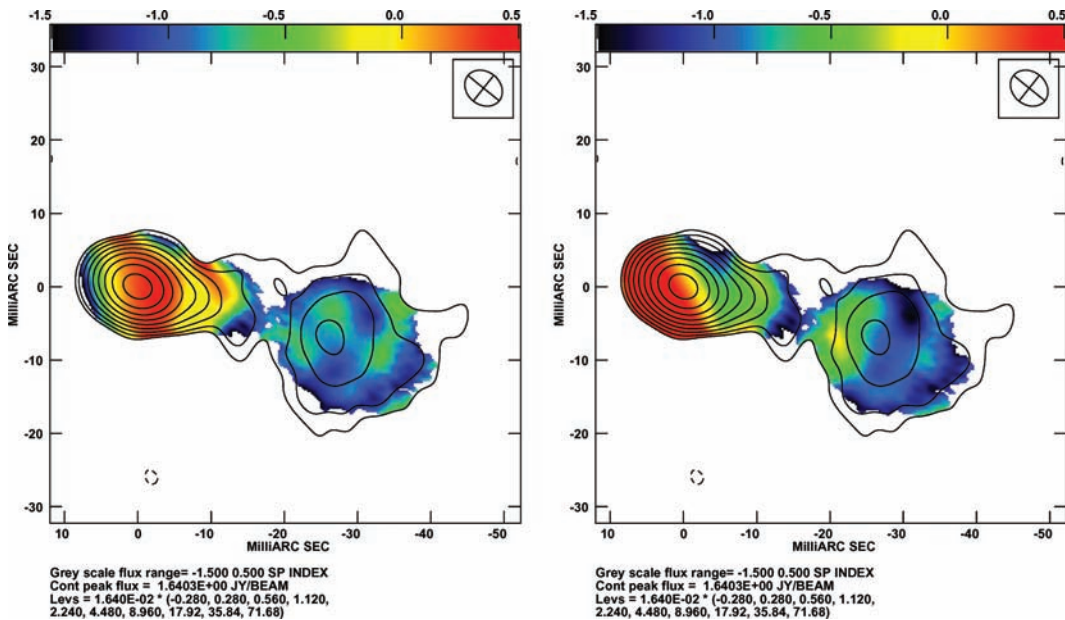 -1.5 -1.0 0.0 0.5
30
20
10
0
-10
-20
-30
MilliARC SEC
10 0 -10 -20 -30 -40 -50
MilliARC SEC
Grey scale flux range= -1.500 0.500 SP INDEX
Cont peak flux = 1.6403E+00 JY/BEAM
Levs = 1.640E-02 * (-0.280, 0.280, 0.560, 1.120,
2.240, 4.480, 8.960, 17.92, 35.84, 71.68)
-1.5 -1.0 0.0 0.5
30
20
10
0
-10
-20
-30
MilliARC SEC
10 0 -10 -20 -30 -40 -50
MilliARC SEC
Grey scale flux range= -1.500 0.500 SP INDEX
Cont peak flux = 1.6403E+00 JY/BEAM
Levs = 1.640E-02 * (-0.280, 0.280, 0.560, 1.120,
2.240, 4.480, 8.960, 17.92, 35.84, 71.68)